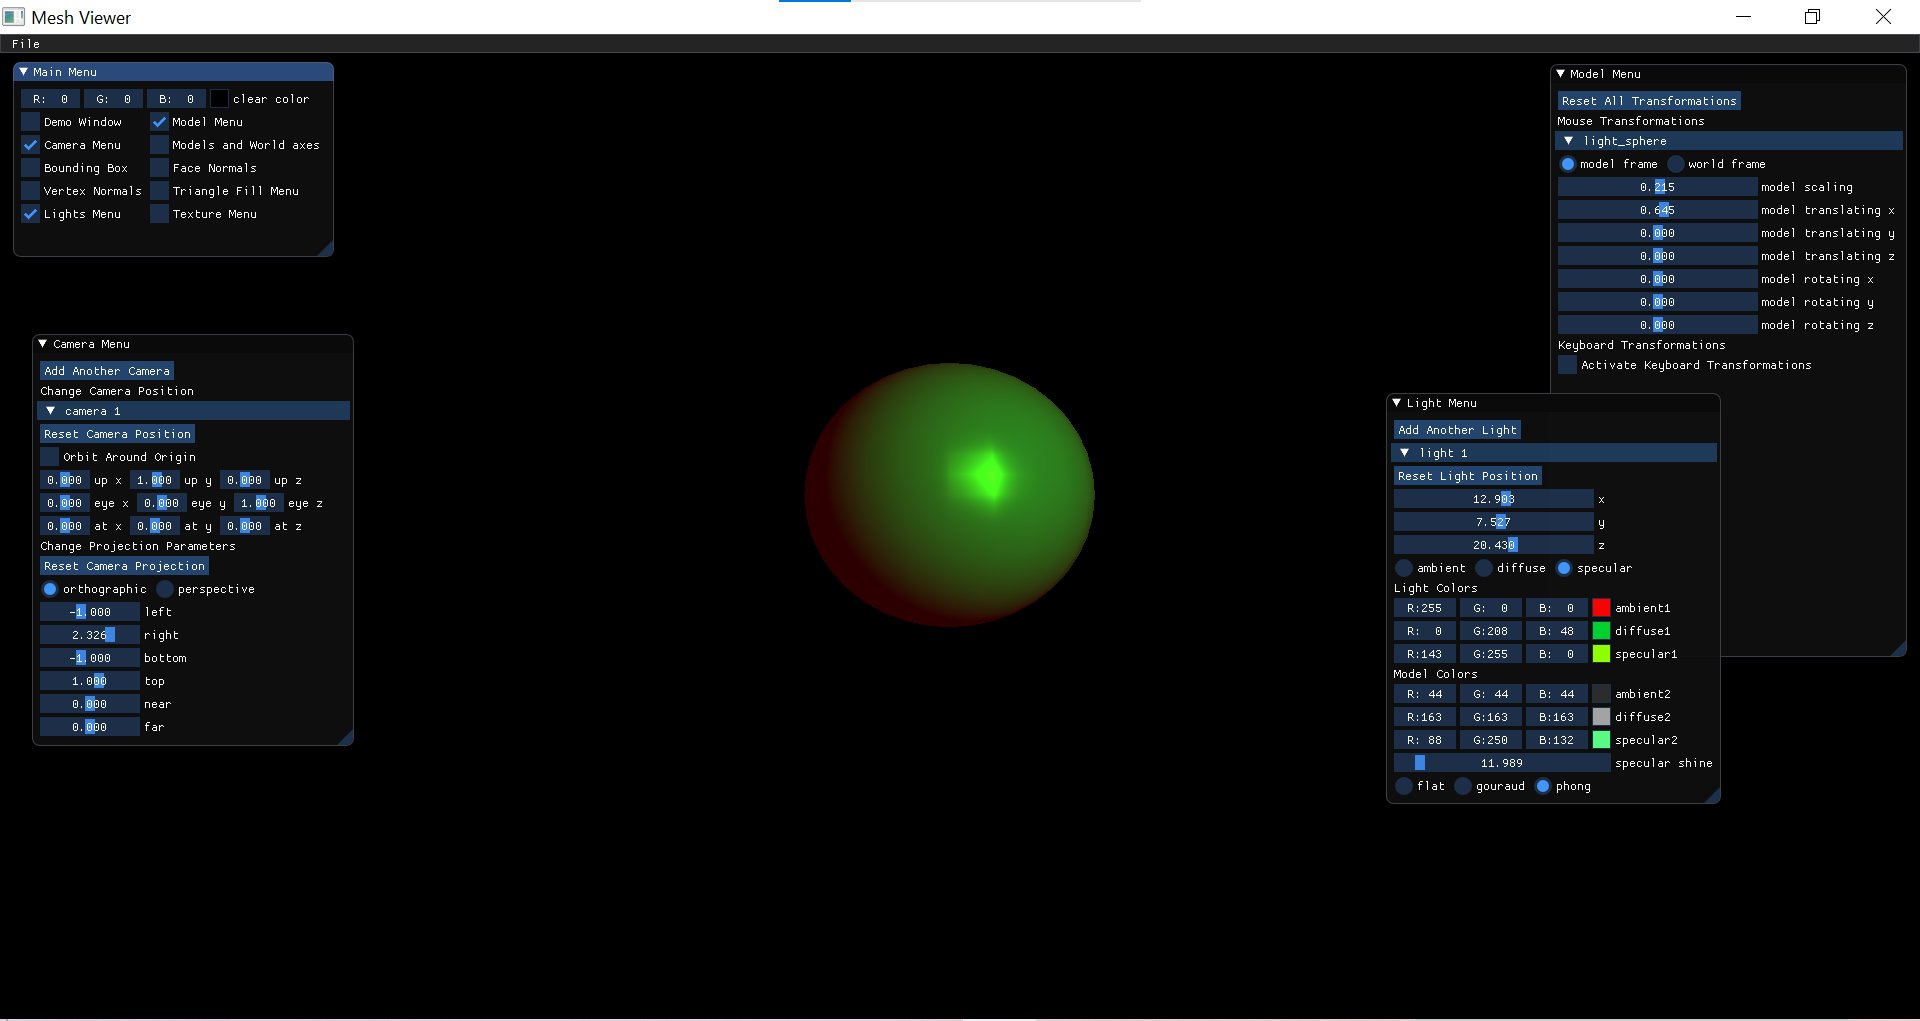 Mesh Viewer
File
Main Menu
R: 0 G: 0 B: 0 clear color
Demo Window Model Menu
Camera Menu Models and World axes
Bounding Box Face Normals
Vertex Normals Triangle Fill Menu
Lights Menu Texture Menu
Camera Menu
Add Another Camera
Change Camera Position
camera 1
Reset Camera Position
Orbit Around Origin
0.000 up x 1.000 up y 0.000 up z
0.000 eye x 0.000 eye y 1.000 eye z
0.000 at x 0.000 at y 0.000 at z
Change Projection Parameters
Reset Camera Projection
orthographic perspective
-1.000 left
2.326 right
-1.000 bottom
1.000 top
0.000 near
0.000 far
Model Menu
Reset All Transformations
Mouse Transformations
light_sphere
model frame world frame
0.215 model scaling
0.645 model translating x
0.000 model translating y
0.000 model translating z
0.000 model rotating x
0.000 model rotating y
0.000 model rotating z
Keyboard Transformations
Activate Keyboard Transformations
Light Menu
Add Another Light
light 1
Reset Light Position
12.903 x
7.527 y
20.430 z
ambient diffuse specular
Light Colors
R:255 G: 0 B: 0 ambient1
R: 0 G:208 B: 48 diffuse1
R:143 G:255 B: 0 specular1
Model Colors
R: 44 G: 44 B: 44 ambient2
R:163 G:163 B:163 diffuse2
R: 88 G:250 B:132 specular2
11.989 specular shine
flat gouraud phong